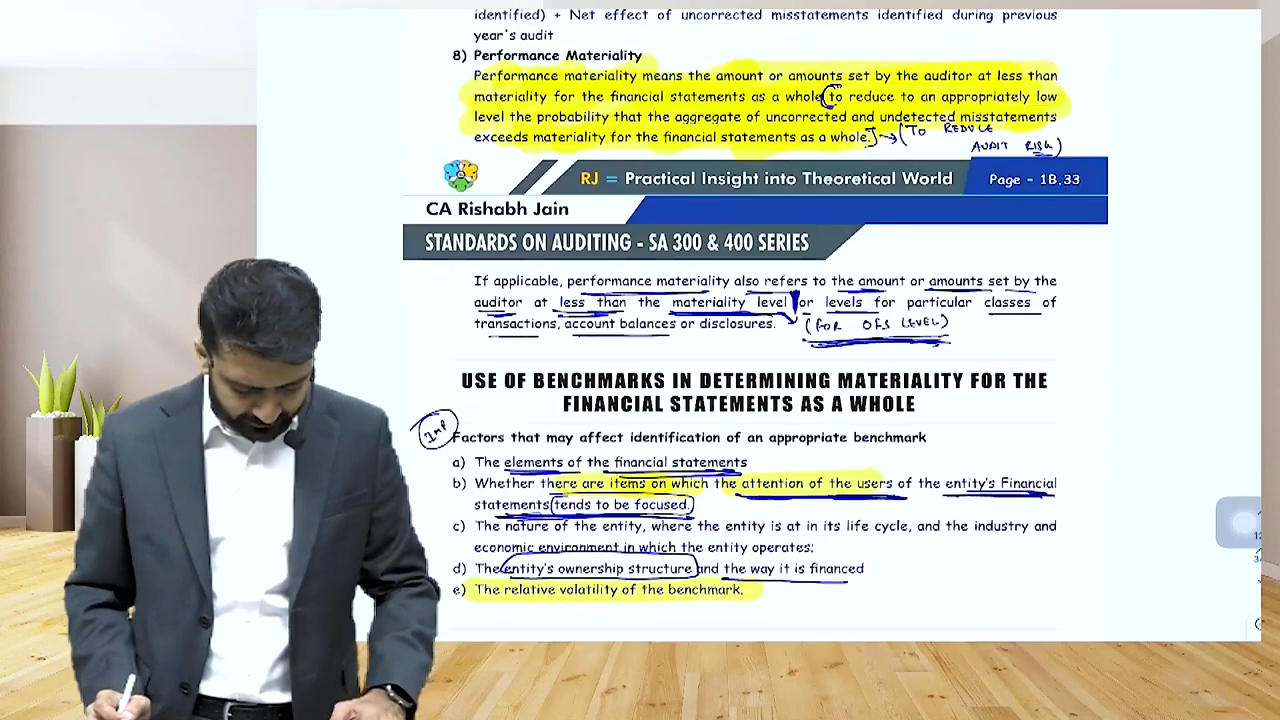 identified) + Net effect of uncorrected misstatements identified during previous
year's audit
8) Performance Materiality
Performance materiality means the amount or amounts set by the auditor at less than
materiality for the financial statements as a whole to reduce to an appropriately low
level the probability that the aggregate of uncorrected and undetected misstatements
exceeds materiality for the financial statements as a whole.
(TO REDUCE
AUDIT RISK)
RJ = Practical Insight into Theoretical World
Page - 1B.33
CA Rishabh Jain
STANDARDS ON AUDITING - SA 300 & 400 SERIES
If applicable, performance materiality also refers to the amount or amounts set by the
auditor at less than the materiality level or levels for particular classes of
transactions, account balances or disclosures.
(FOR OFS LEVEL)
USE OF BENCHMARKS IN DETERMINING MATERIALITY FOR THE
FINANCIAL STATEMENTS AS A WHOLE
Imp
Factors that may affect identification of an appropriate benchmark
a) The elements of the financial statements
b) Whether there are items on which the attention of the users of the entity's Financial
statements tends to be focused.
c) The nature of the entity, where the entity is at in its life cycle, and the industry and
economic environment in which the entity operates;
d) The entity's ownership structure and the way it is financed
e) The relative volatility of the benchmark.